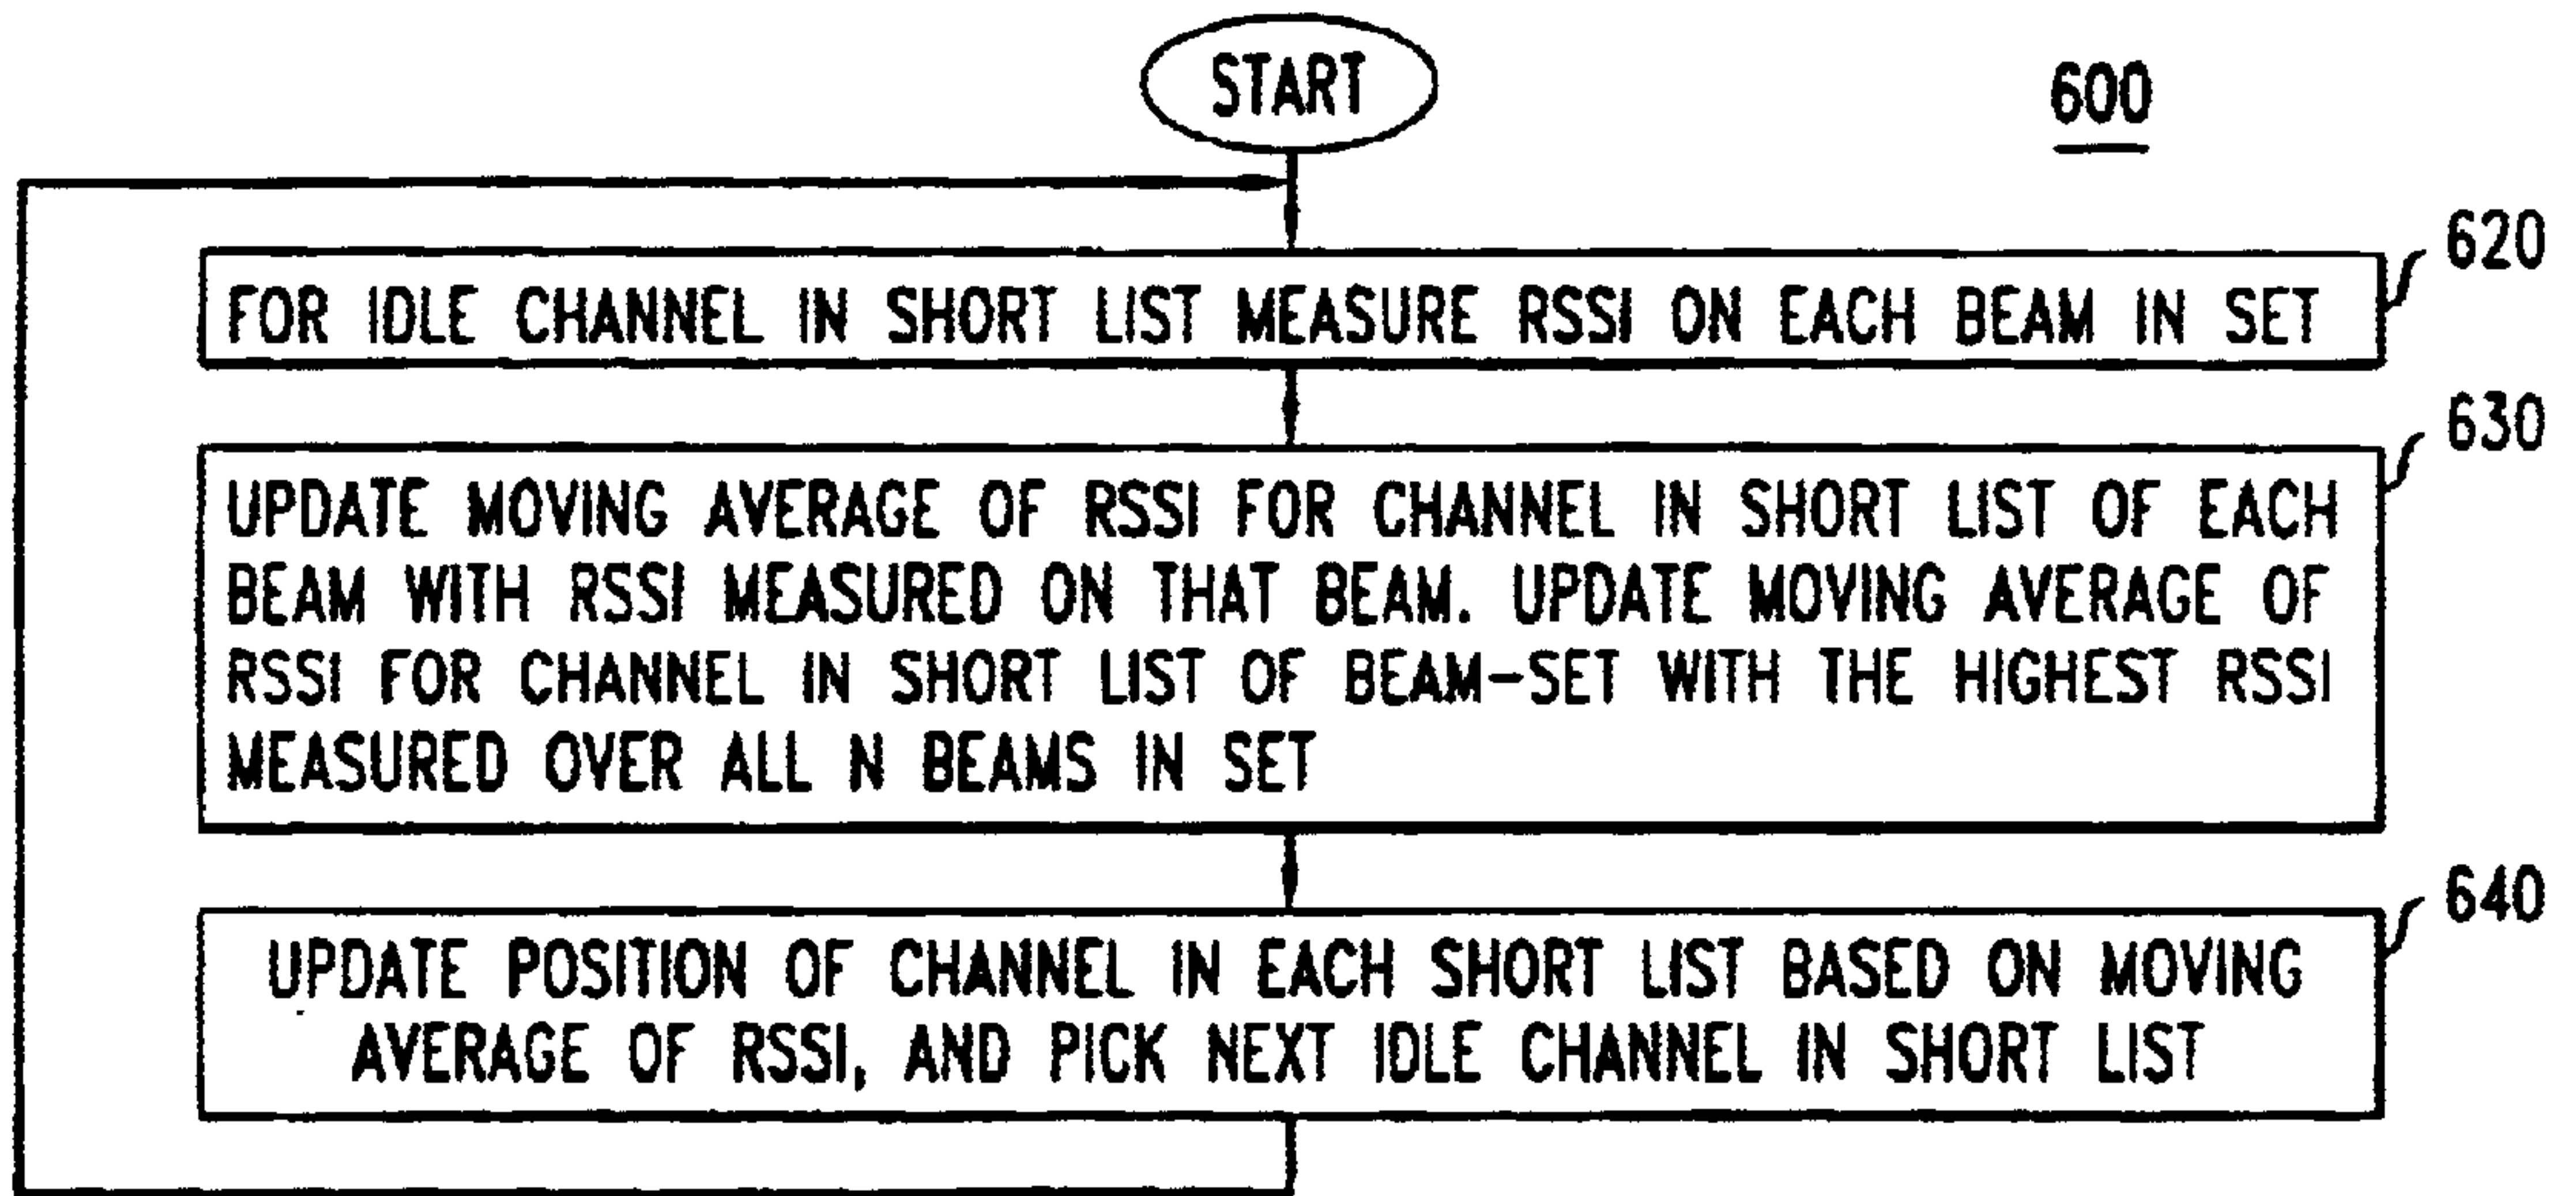 START
600
620
FOR IDLE CHANNEL IN SHORT LIST MEASURE RSSI ON EACH BEAM IN SET
630
UPDATE MOVING AVERAGE OF RSSI FOR CHANNEL IN SHORT LIST OF EACH
BEAM WITH RSSI MEASURED ON THAT BEAM. UPDATE MOVING AVERAGE OF
RSSI FOR CHANNEL IN SHORT LIST OF BEAM-SET WITH THE HIGHEST RSSI
MEASURED OVER ALL N BEAMS IN SET
640
UPDATE POSITION OF CHANNEL IN EACH SHORT LIST BASED ON MOVING
AVERAGE OF RSSI, AND PICK NEXT IDLE CHANNEL IN SHORT LIST